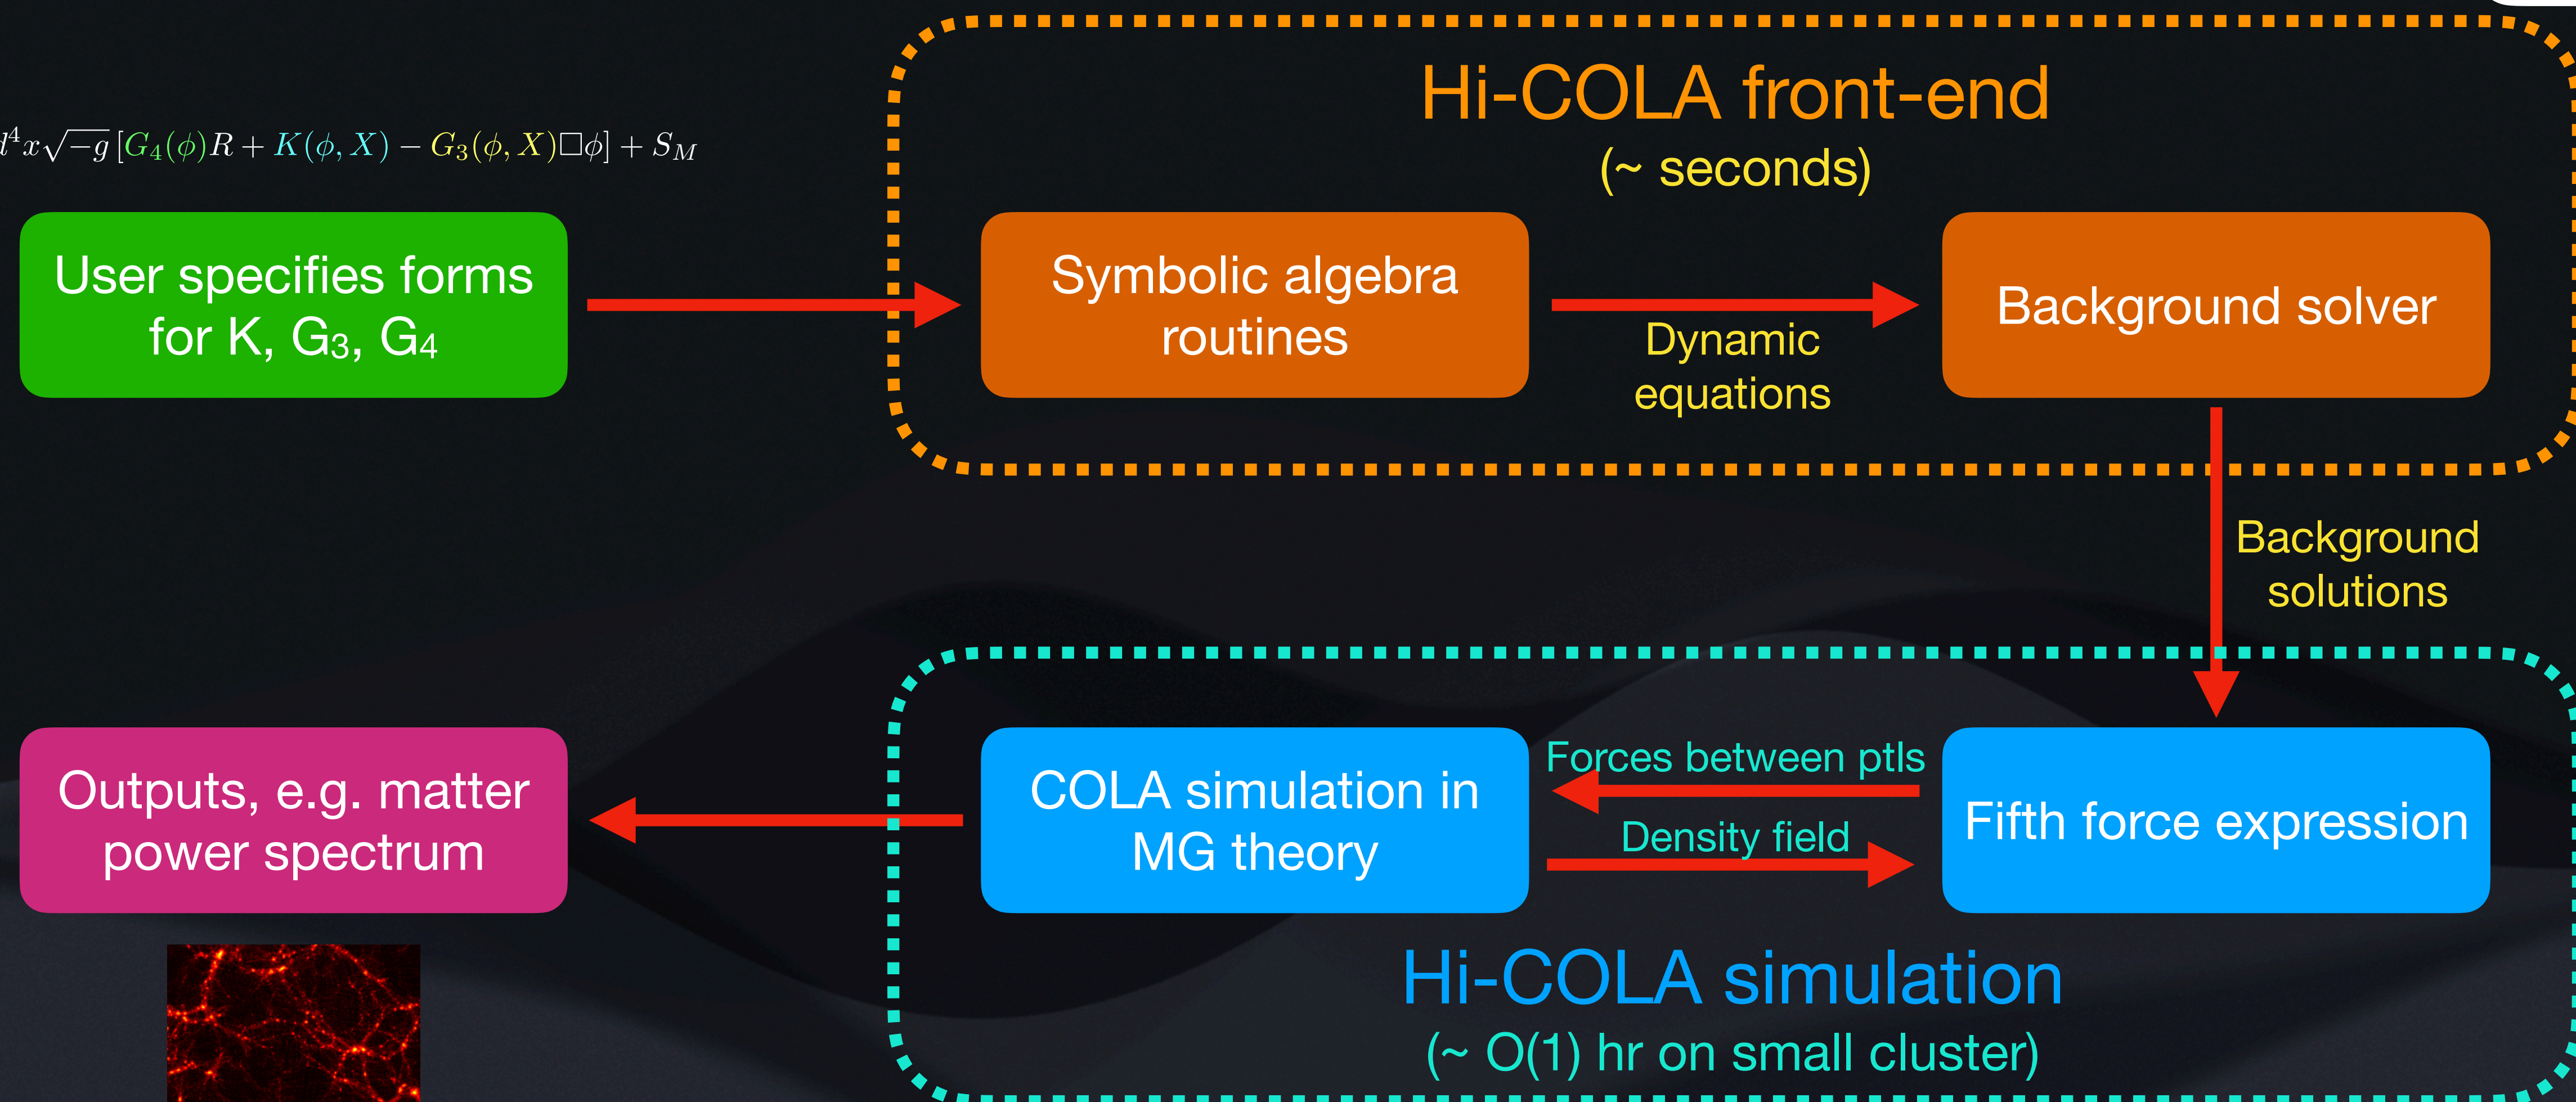 Hi-COLA front-end
(~ seconds)
d⁴x√−g [G₄(ϕ)R + K(ϕ, X) − G₃(ϕ, X)□ϕ] + S_M
User specifies forms
for K, G₃, G₄
Symbolic algebra
routines
Dynamic
equations
Background solver
Background
solutions
Outputs, e.g. matter
power spectrum
COLA simulation in
MG theory
Forces between ptls
Density field
Fifth force expression
Hi-COLA simulation
(~ O(1) hr on small cluster)